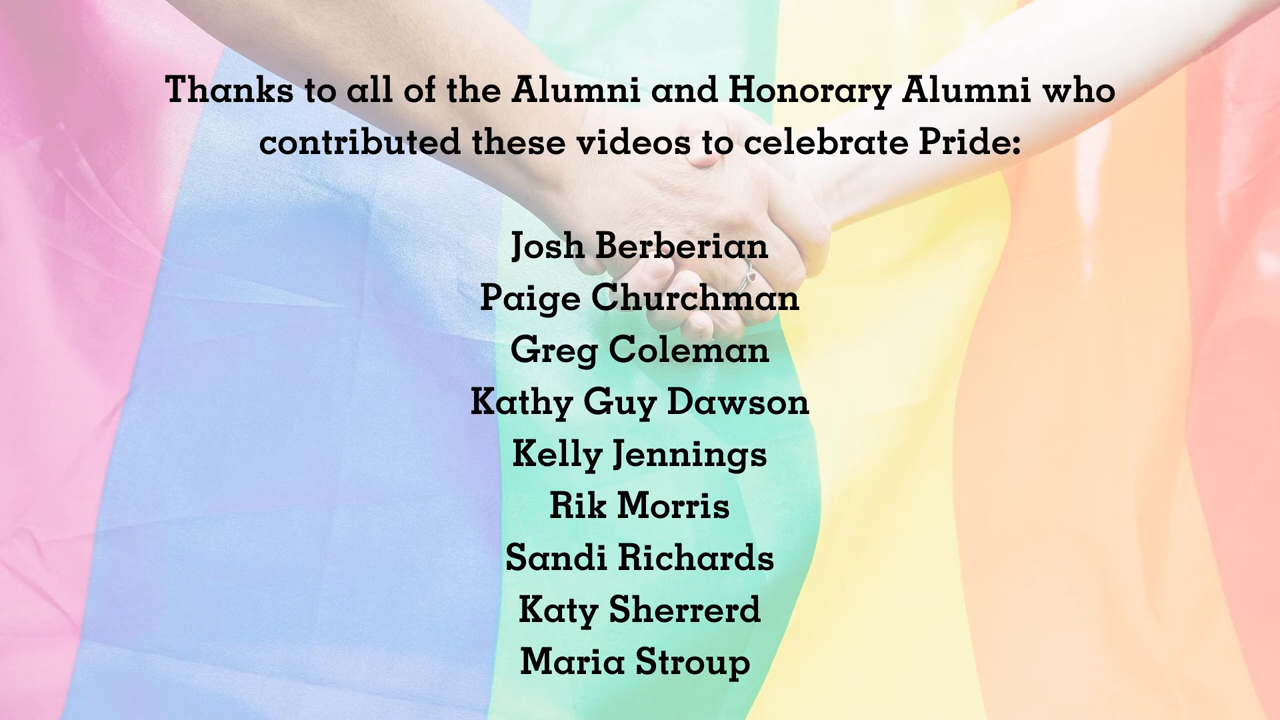 Thanks to all of the Alumni and Honorary Alumni who
contributed these videos to celebrate Pride:
Josh Berberian
Paige Churchman
Greg Coleman
Kathy Guy Dawson
Kelly Jennings
Rik Morris
Sandi Richards
Katy Sherrerd
Maria Stroup